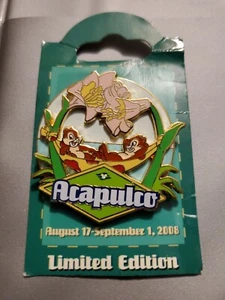 Acapulco
August 17-September 1, 2008
Limited Edition